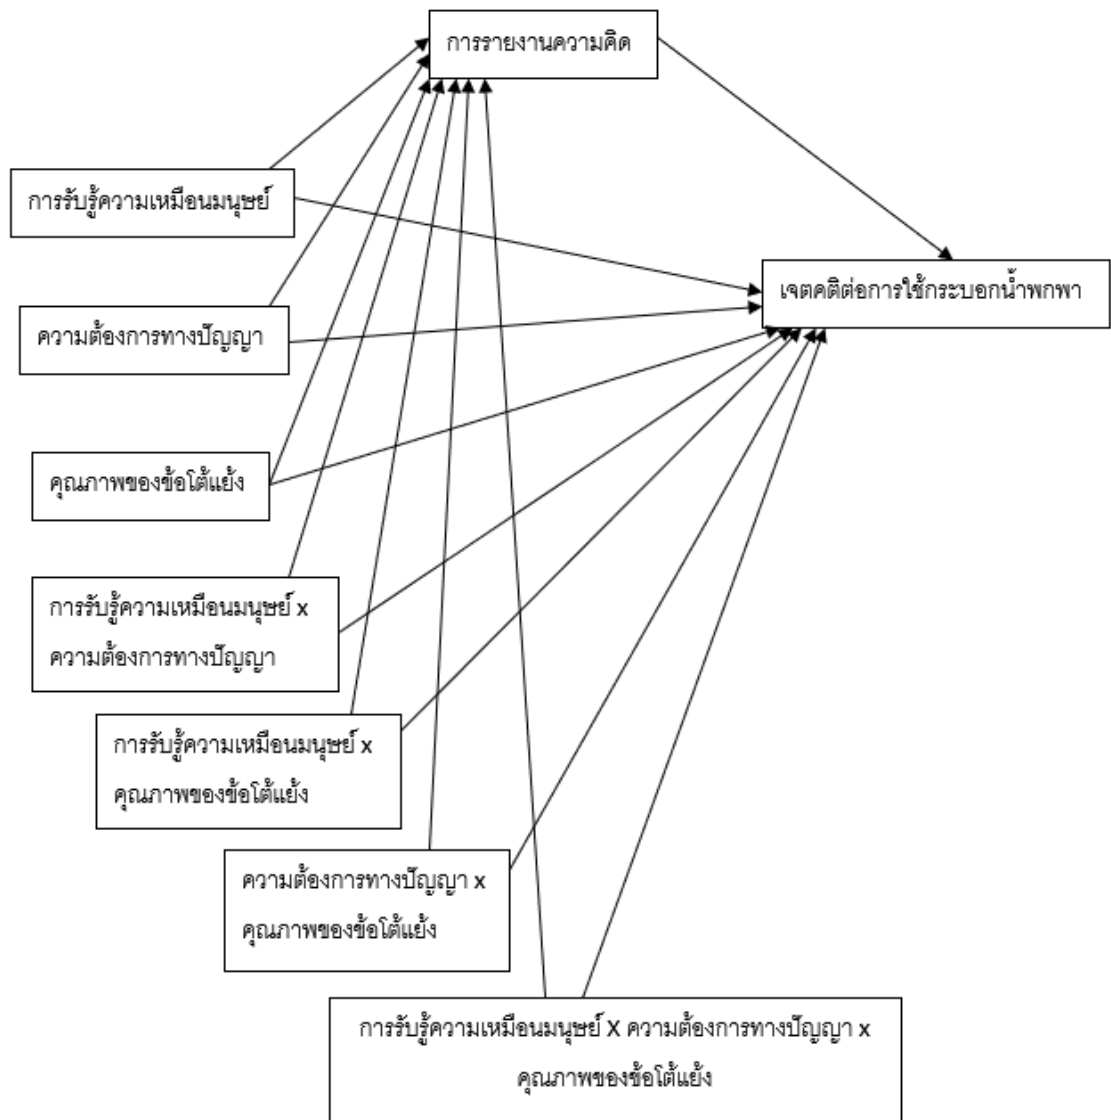 การรายงานความคิด
การรับรู้ความเหมือนมนุษย์
เจตคติต่อการใช้กระบอกน้ำพกพา
ความต้องการทางปัญญา
คุณภาพของข้อโต้แย้ง
การรับรู้ความเหมือนมนุษย์ x
ความต้องการทางปัญญา
การรับรู้ความเหมือนมนุษย์ x
คุณภาพของข้อโต้แย้ง
ความต้องการทางปัญญา x
คุณภาพของข้อโต้แย้ง
การรับรู้ความเหมือนมนุษย์ X ความต้องการทางปัญญา x
คุณภาพของข้อโต้แย้ง